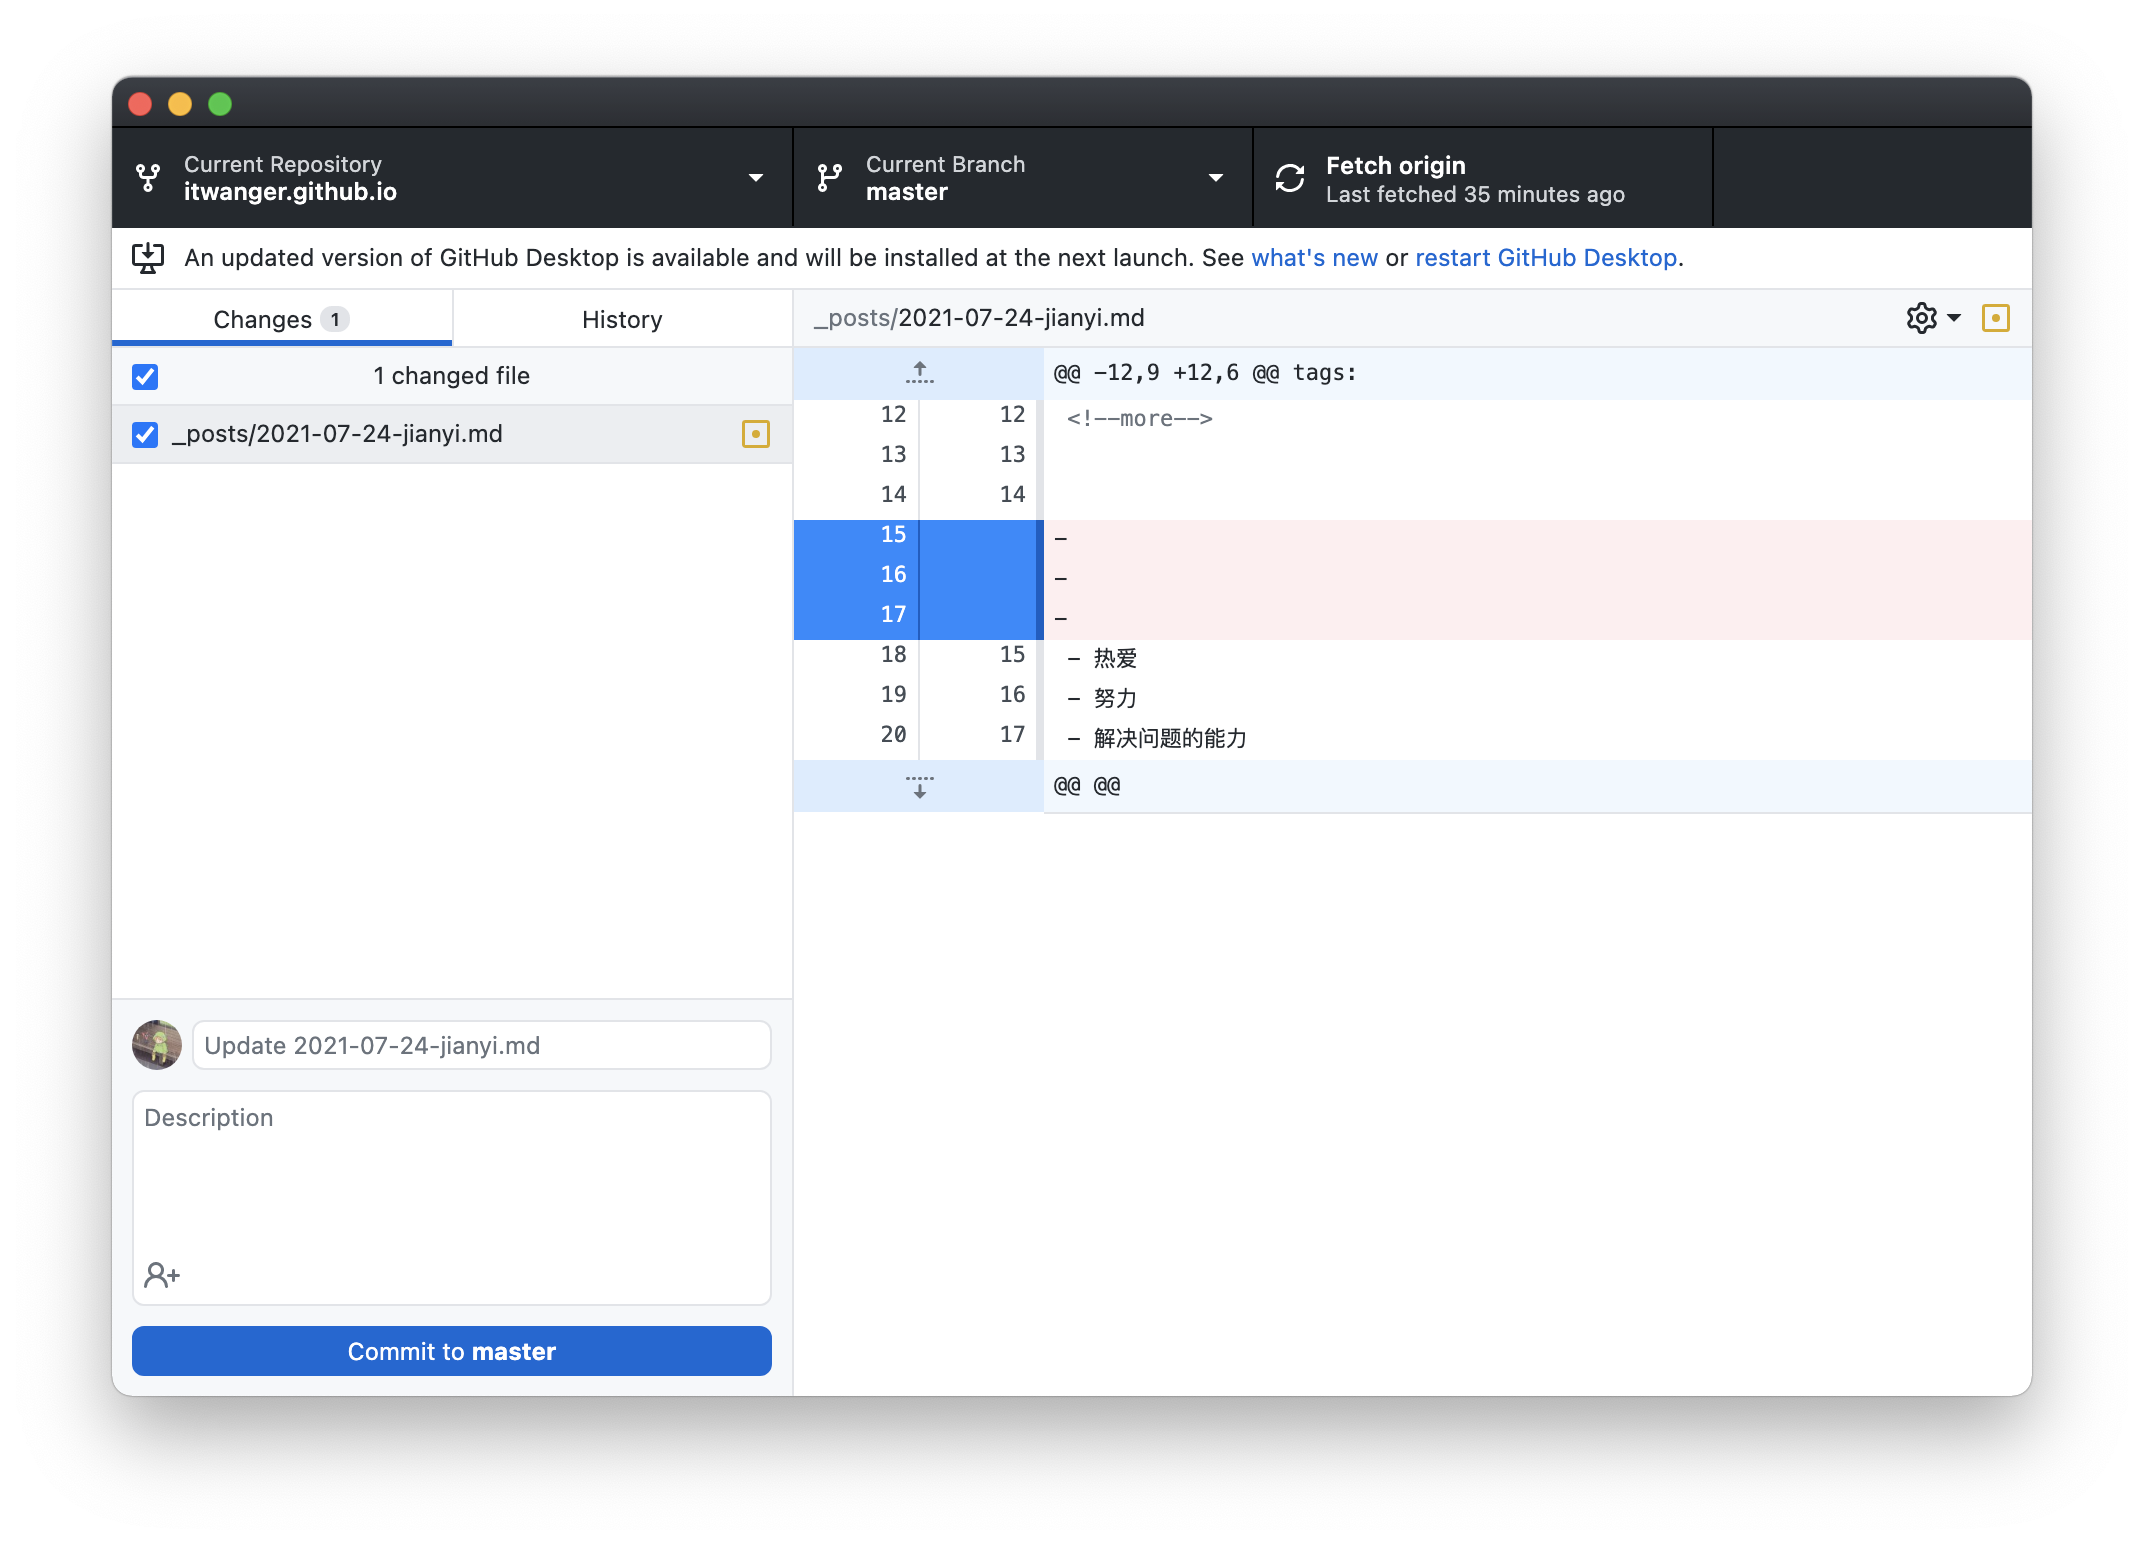 Current Repository
itwanger.github.io
Current Branch
master
Fetch origin
Last fetched 35 minutes ago
An updated version of GitHub Desktop is available and will be installed at the next launch. See what's new or restart GitHub Desktop.
Changes 1
History
1 changed file
_posts/2021-07-24-jianyi.md
_posts/2021-07-24-jianyi.md
@@ -12,9 +12,6 @@ tags:
12 12 <!--more-->
13 13
14 14
15 -
16 -
17 -
18 15 - 热爱
19 16 - 努力
20 17 - 解决问题的能力
@@ @@
Update 2021-07-24-jianyi.md
Description
Commit to master